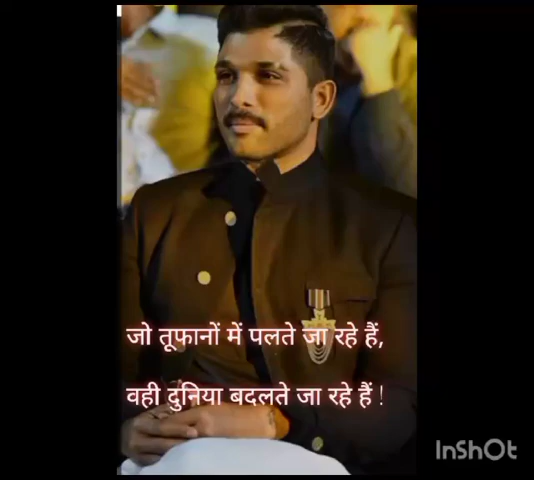 जो तूफानों में पलते जा रहे हैं,
वही दुनिया बदलते जा रहे हैं !
InShOt